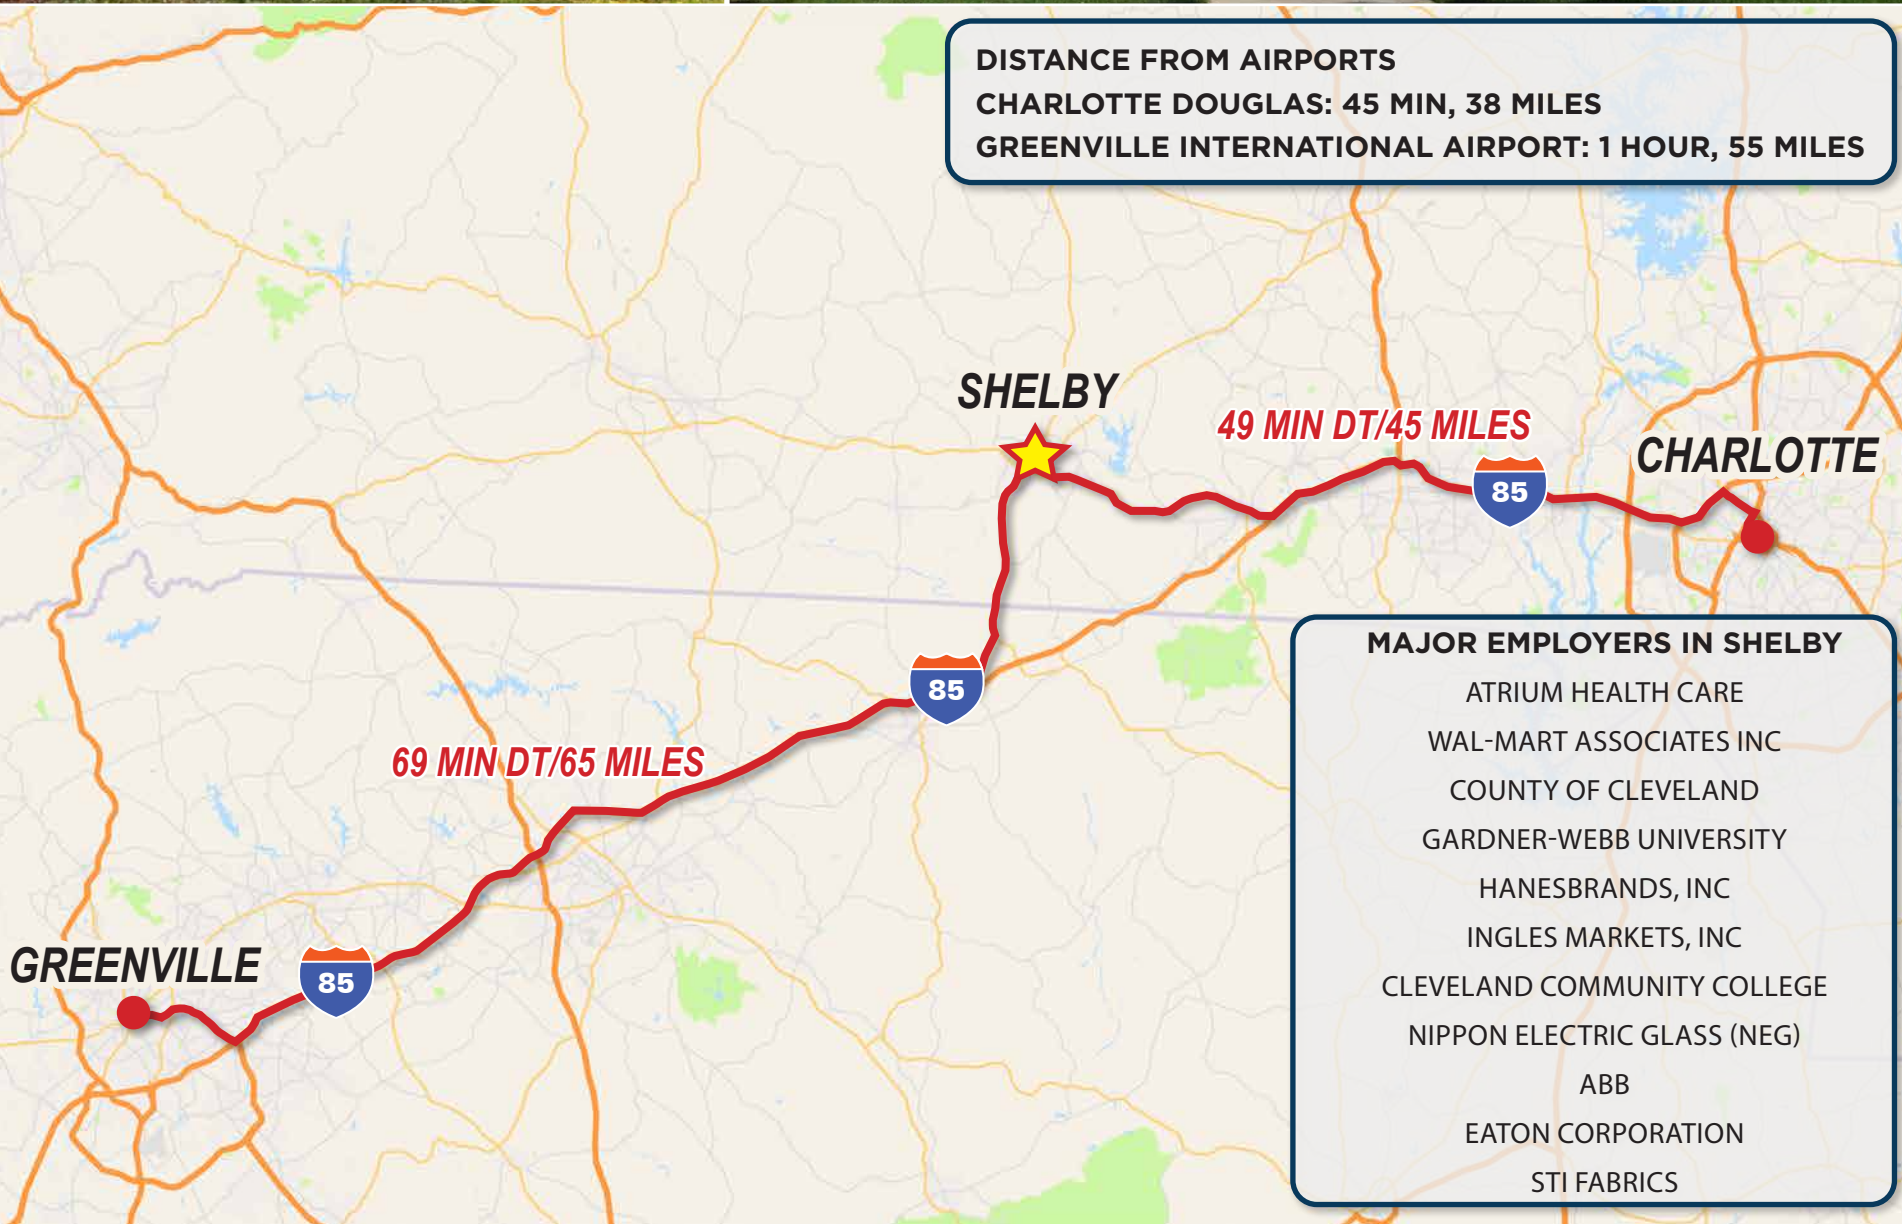 DISTANCE FROM AIRPORTS
CHARLOTTE DOUGLAS: 45 MIN, 38 MILES
GREENVILLE INTERNATIONAL AIRPORT: 1 HOUR, 55 MILES
SHELBY
49 MIN DT/45 MILES
CHARLOTTE
85
85
69 MIN DT/65 MILES
GREENVILLE
85
MAJOR EMPLOYERS IN SHELBY
ATRIUM HEALTH CARE
WAL-MART ASSOCIATES INC
COUNTY OF CLEVELAND
GARDNER-WEBB UNIVERSITY
HANESBRANDS, INC
INGLES MARKETS, INC
CLEVELAND COMMUNITY COLLEGE
NIPPON ELECTRIC GLASS (NEG)
ABB
EATON CORPORATION
STI FABRICS